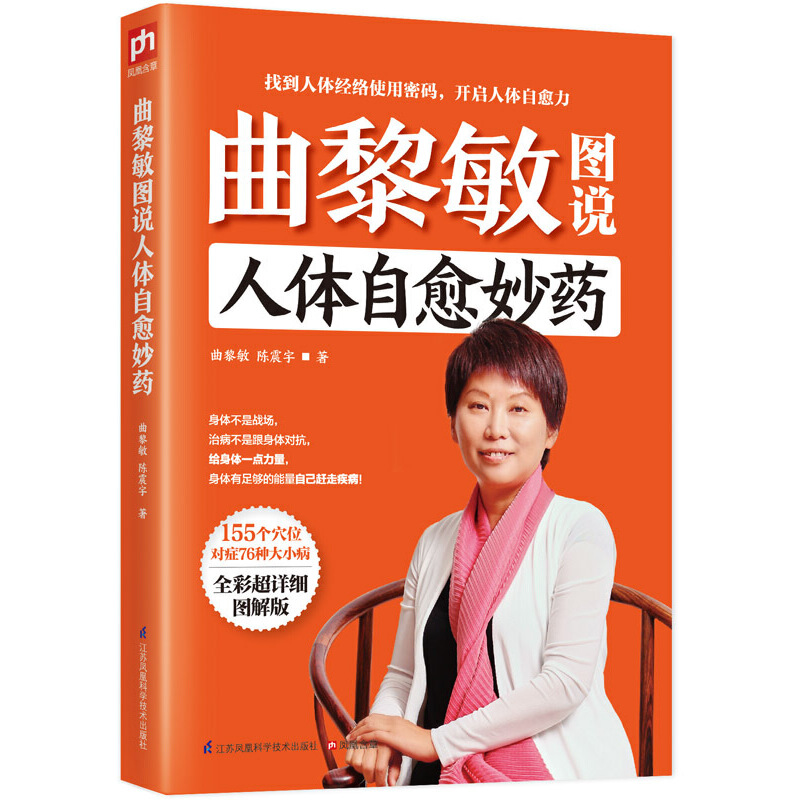 ph
凤凰含章
曲黎敏图说人体自愈妙药
曲黎敏 陈震宇 著
江苏凤凰科学技术出版社
找到人体经络使用密码，开启人体自愈力
曲黎敏图说
人体自愈妙药
曲黎敏 陈震宇 ■ 著
身体不是战场，
治病不是跟身体对抗，
给身体一点力量，
身体有足够的能量自己赶走疾病！
155个穴位
对症76种大小病
全彩超详细
图解版
江苏凤凰科学技术出版社 ph 凤凰含章